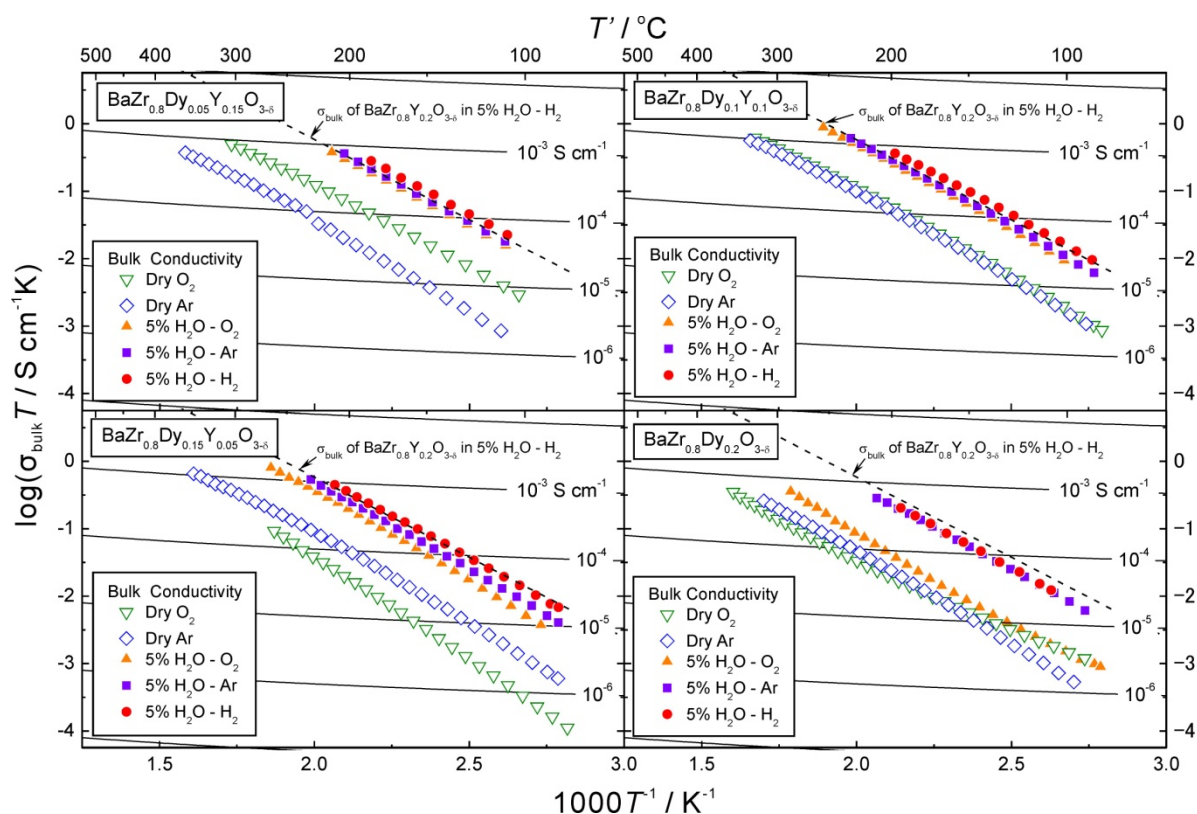 T' / °C
500 400 300 200 100 500 400 300 200 100
BaZr0.8Dy0.05Y0.15O3-δ
σbulk of BaZr0.8Y0.2O3-δ in 5% H2O - H2
10-3 S cm-1
10-4
10-5
10-6
Bulk Conductivity
Dry O2
Dry Ar
5% H2O - O2
5% H2O - Ar
5% H2O - H2
0
-1
-2
-3
-4
BaZr0.8Dy0.1Y0.1O3-δ
σbulk of BaZr0.8Y0.2O3-δ in 5% H2O - H2
10-3 S cm-1
10-4
10-5
10-6
Bulk Conductivity
Dry O2
Dry Ar
5% H2O - O2
5% H2O - Ar
5% H2O - H2
0
-1
-2
-3
-4
log(σbulkT / S cm-1K)
BaZr0.8Dy0.15Y0.05O3-δ
σbulk of BaZr0.8Y0.2O3-δ in 5% H2O - H2
10-3 S cm-1
10-4
10-5
10-6
Bulk Conductivity
Dry O2
Dry Ar
5% H2O - O2
5% H2O - Ar
5% H2O - H2
0
-1
-2
-3
-4
BaZr0.8Dy0.2O3-δ
σbulk of BaZr0.8Y0.2O3-δ in 5% H2O - H2
10-3 S cm-1
10-4
10-5
10-6
Bulk Conductivity
Dry O2
Dry Ar
5% H2O - O2
5% H2O - Ar
5% H2O - H2
0
-1
-2
-3
-4
1.5 2.0 2.5 3.0 2.0 2.5 3.0
1000T-1 / K-1